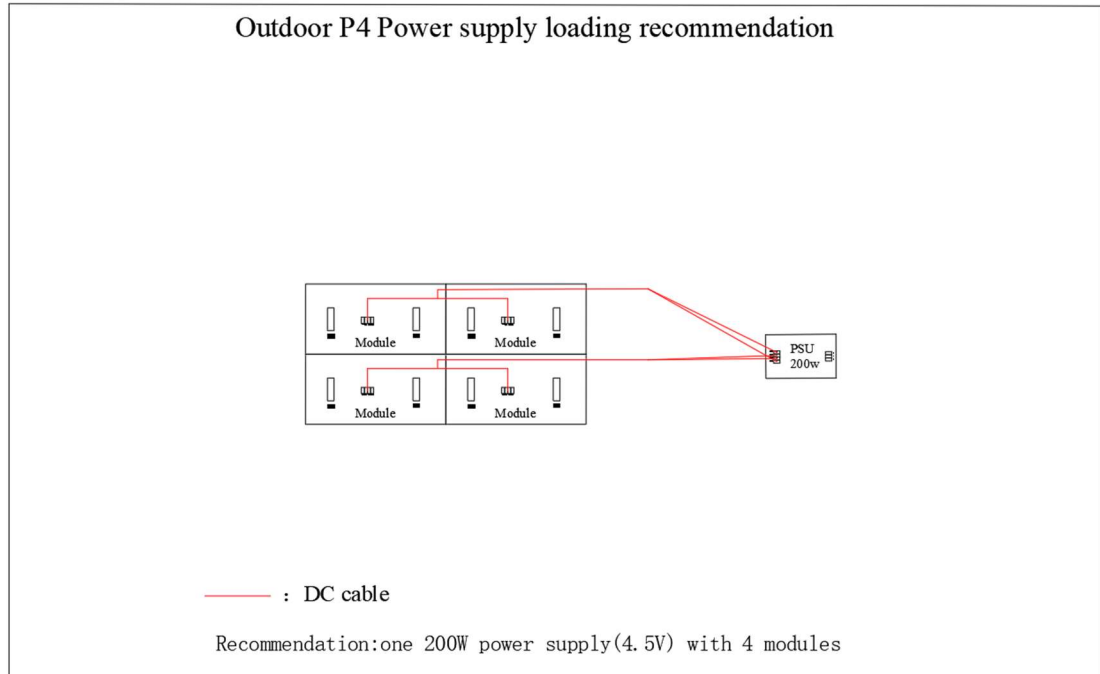 Outdoor P4 Power supply loading recommendation
Module Module
PSU
200w
Module Module
: DC cable
Recommendation:one 200W power supply(4.5V) with 4 modules